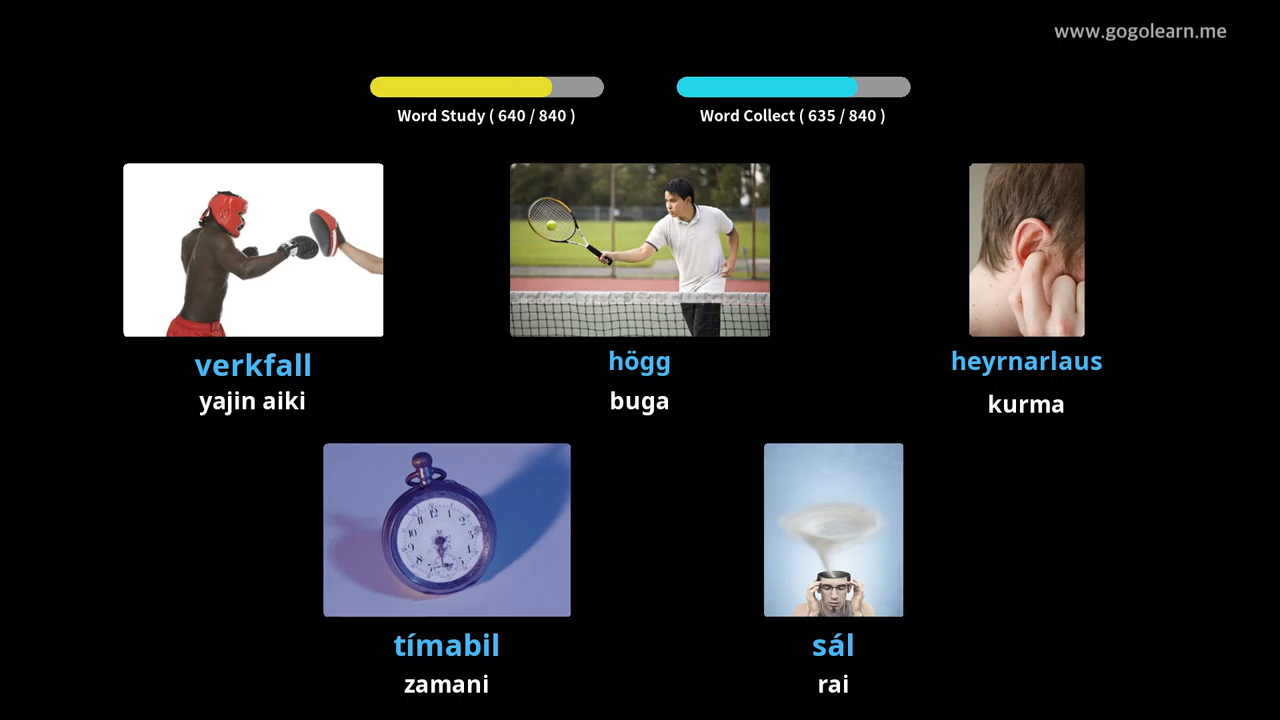 www.gogolearn.me
Word Study ( 640 / 840 )
Word Collect ( 635 / 840 )
verkfall
yajin aiki
högg
buga
heyrnarlaus
kurma
tímabil
zamani
sál
rai